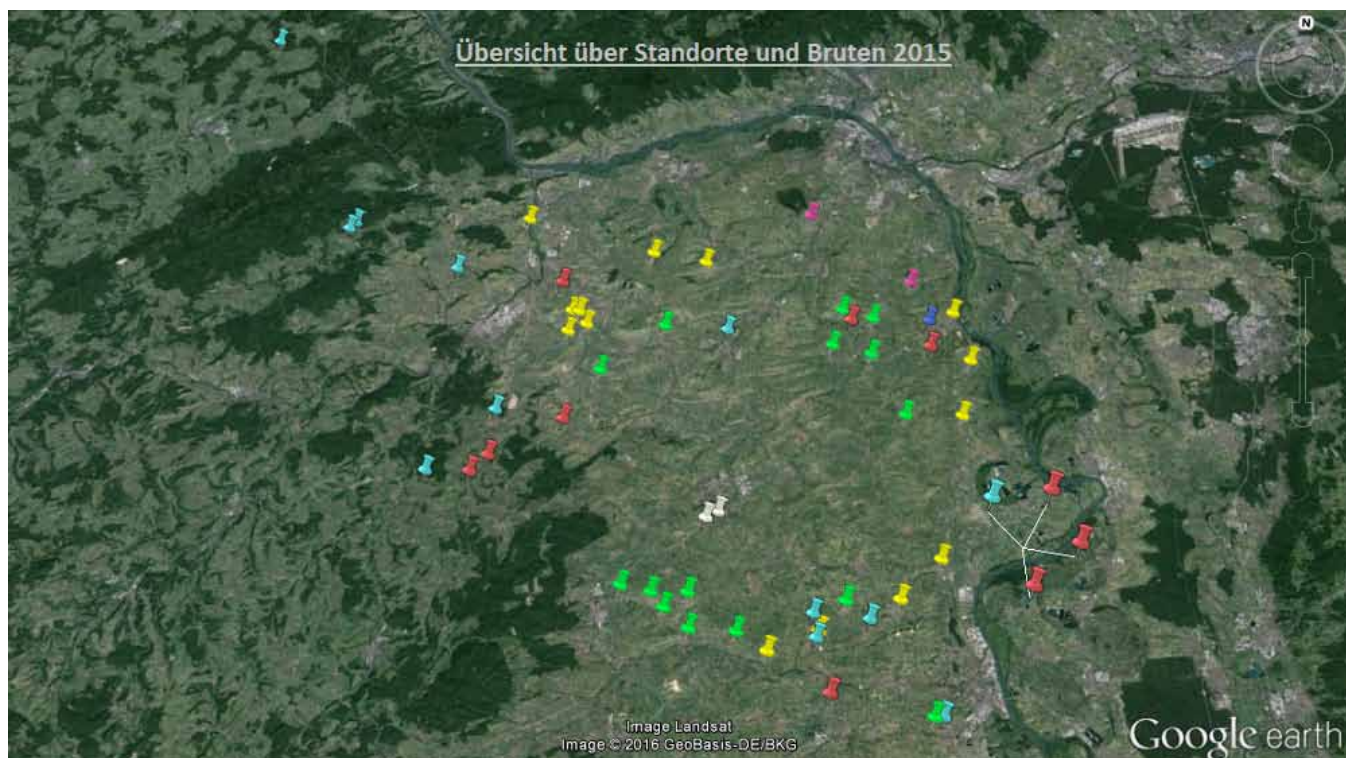 N
Übersicht über Standorte und Bruten 2015
Image Landsat
Image © 2016 GeoBasis-DE/BKG
Google earth